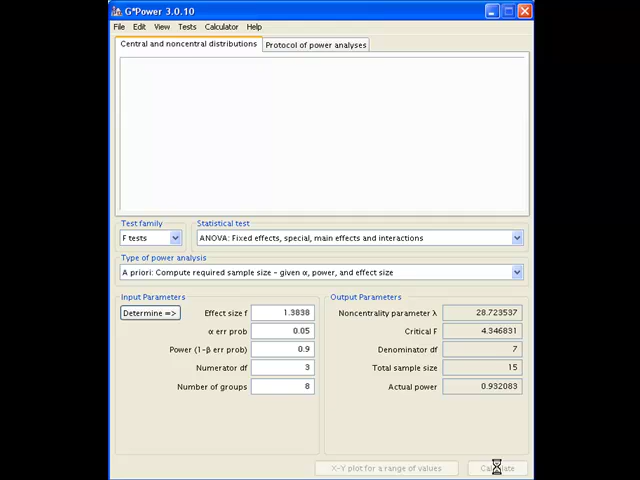 G*Power 3.0.10
File Edit View Tests Calculator Help
Central and noncentral distributions Protocol of power analyses
Test family Statistical test
F tests ANOVA: Fixed effects, special, main effects and interactions
Type of power analysis
A priori: Compute required sample size - given α, power, and effect size
Input Parameters Output Parameters
Determine => Effect size f 1.3838 Noncentrality parameter λ 28.723537
α err prob 0.05 Critical F 4.346831
Power (1-β err prob) 0.9 Denominator df 7
Numerator df 3 Total sample size 15
Number of groups 8 Actual power 0.932083
X-Y plot for a range of values